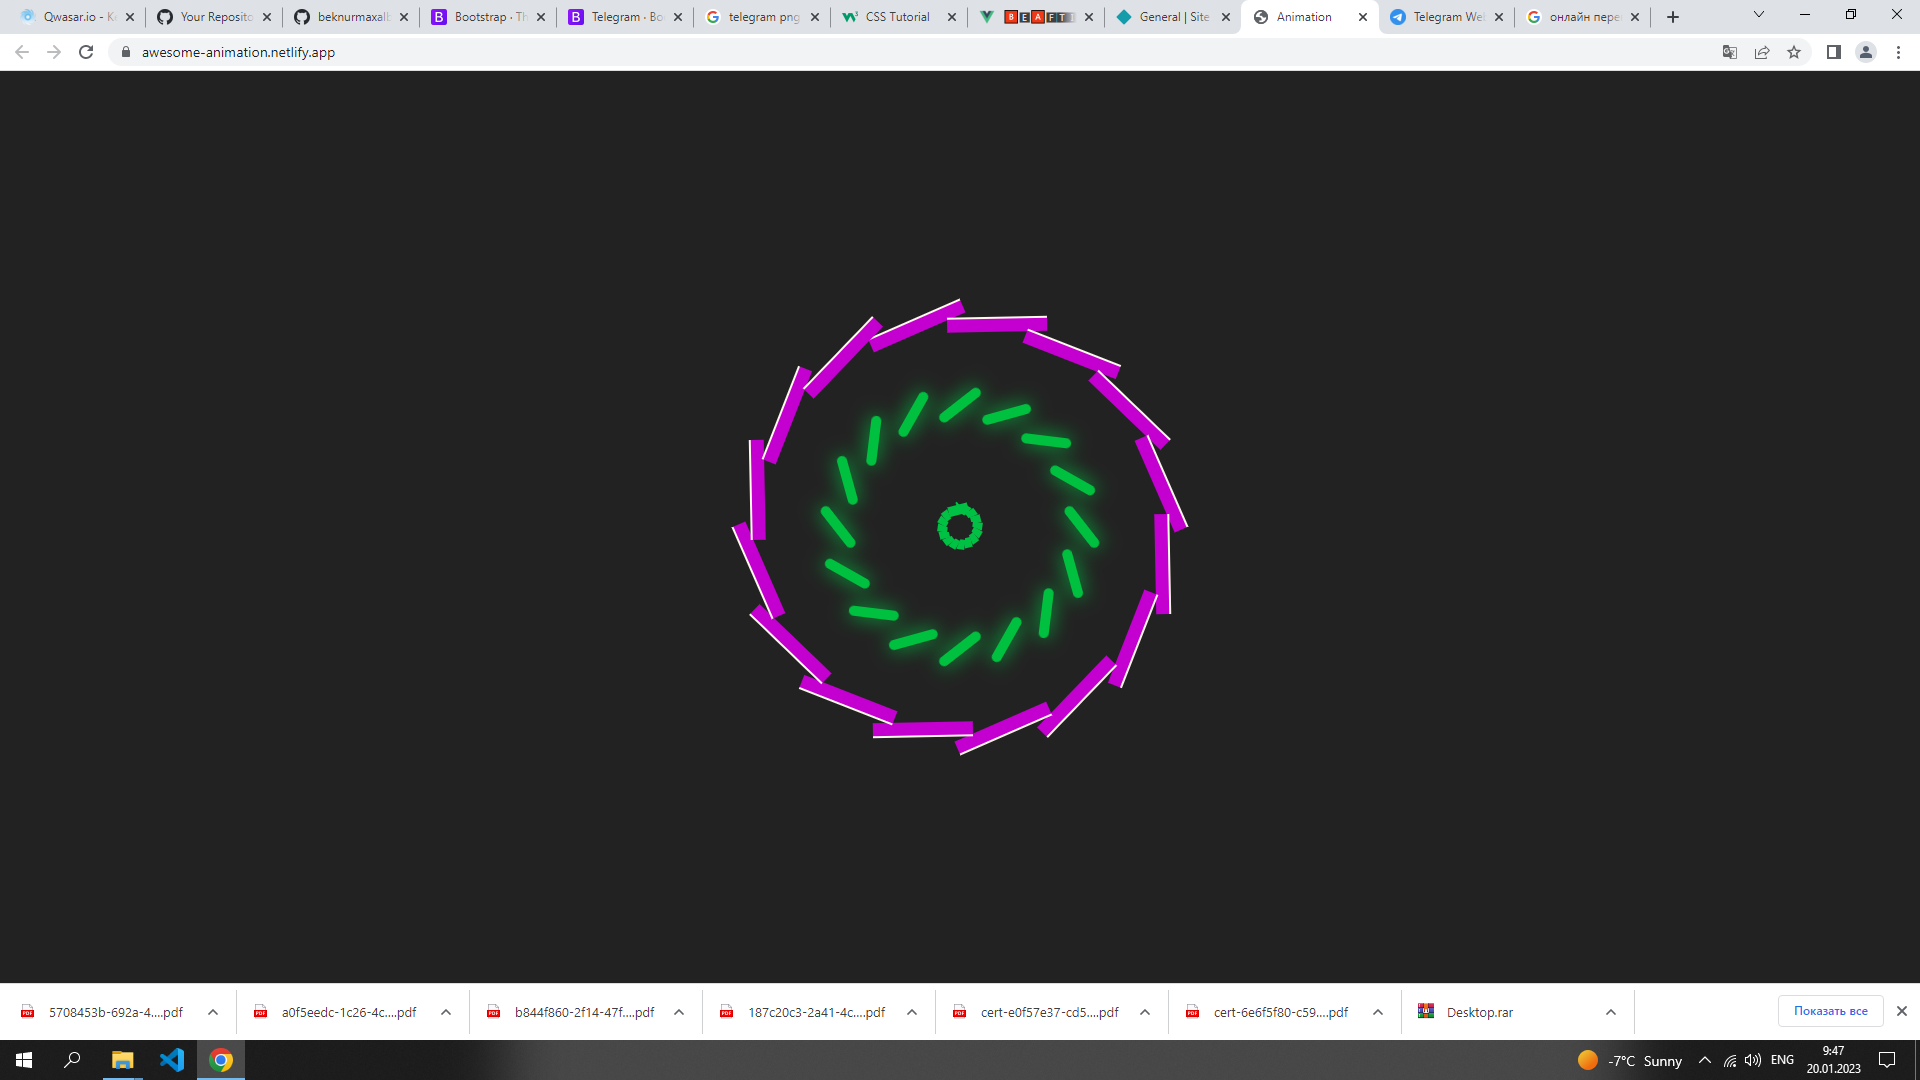 Qwasar.io - K
Your Reposito
beknurmaxall
Bootstrap · Th
Telegram · Bo
telegram png
CSS Tutorial
BEAFT
General | Site
Animation
Telegram Wel
онлайн пере
awesome-animation.netlify.app
5708453b-692a-4....pdf
a0f5eedc-1c26-4c....pdf
b844f860-2f14-47f....pdf
187c20c3-2a41-4c....pdf
cert-e0f57e37-cd5....pdf
cert-6e6f5f80-c59....pdf
Desktop.rar
Показать все
-7°C Sunny
ENG
9:47
20.01.2023